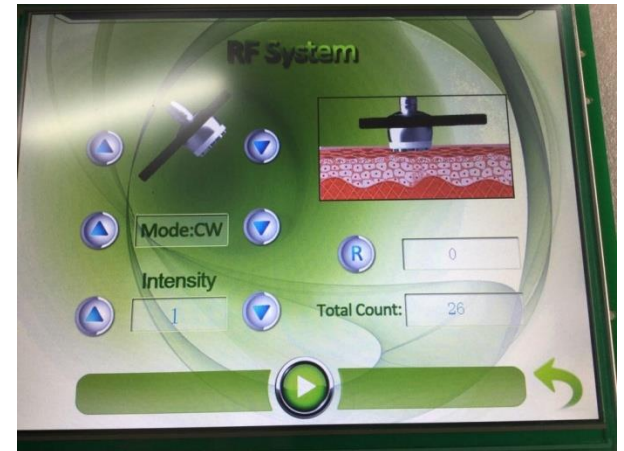 RF System
Mode:CW
R
0
Intensity
1
Total Count:
26